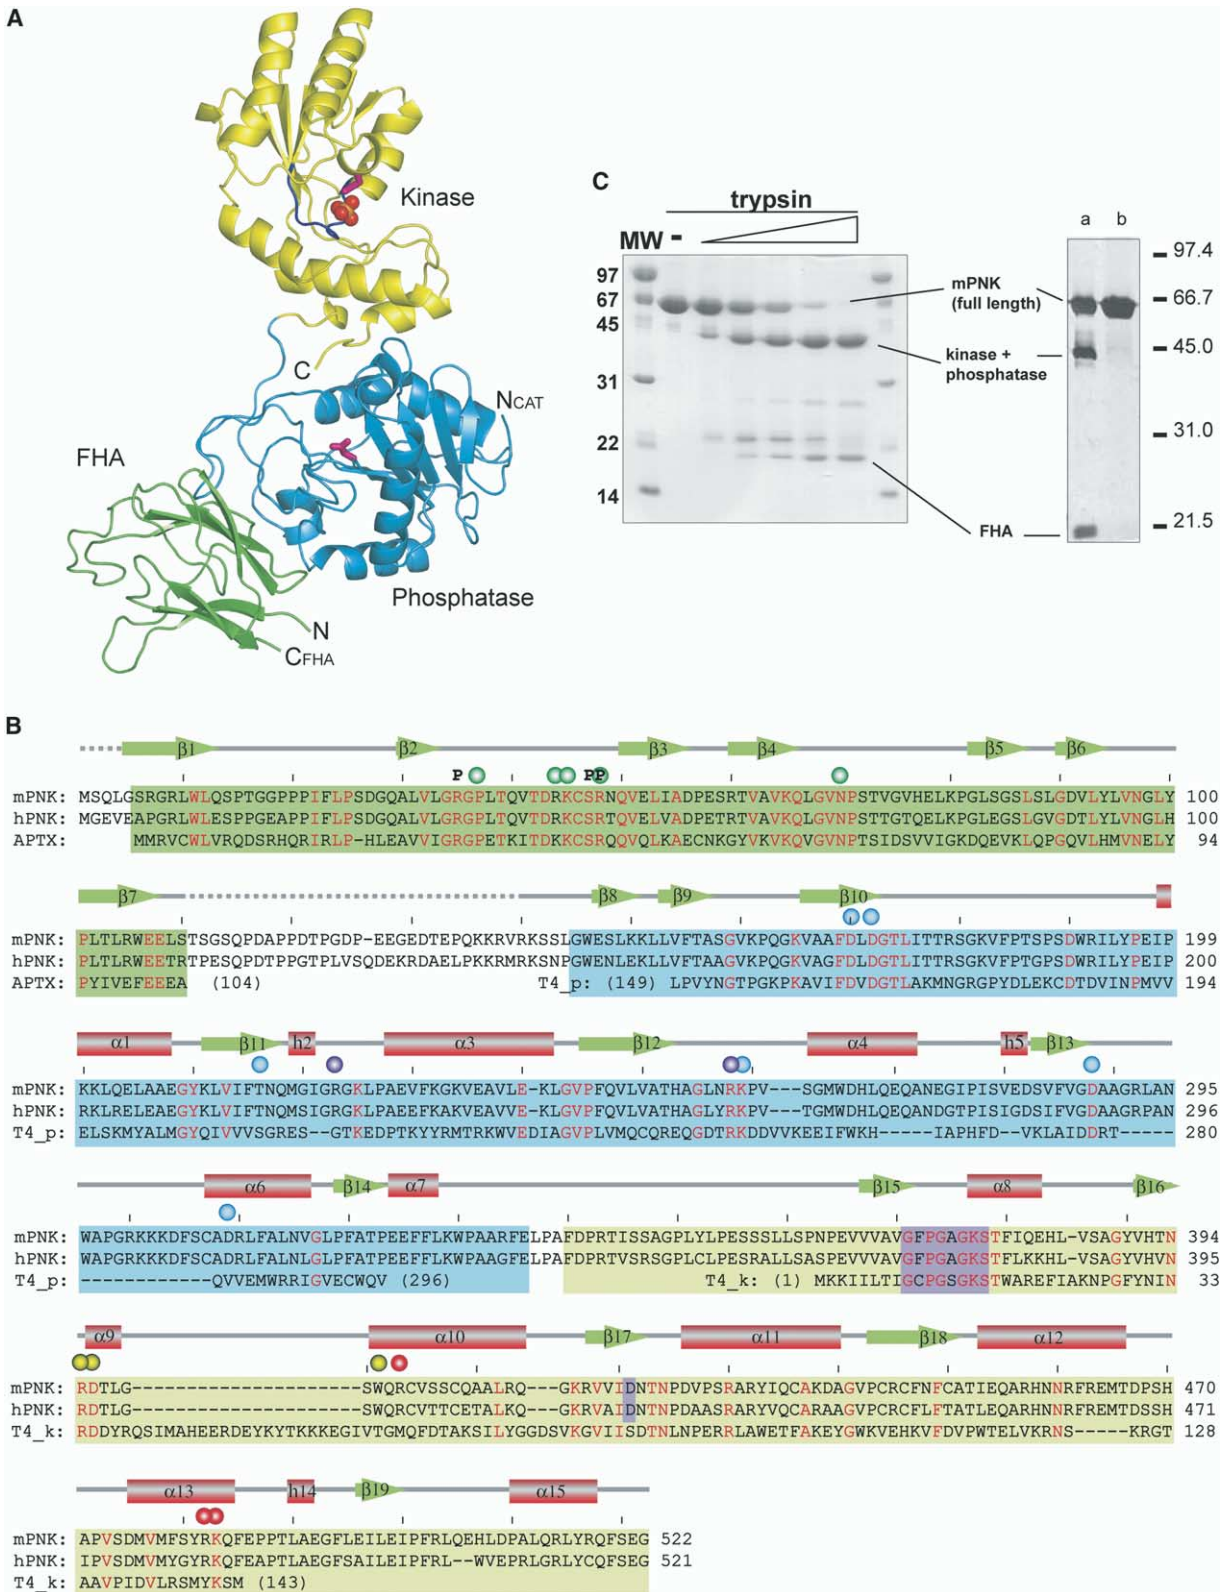 A
Kinase
C
NCAT
FHA
Phosphatase
N
CFHA
C
trypsin
MW -
97
67
45
31
22
14
mPNK
(full length)
kinase +
phosphatase
FHA
a b
97.4
66.7
45.0
31.0
21.5
B
β1 β2 β3 β4 β5 β6
P PP
mPNK: MSQLGSRGRLWLQSPTGGPPPIFLPSDGQALVLGRGPLTQVTDRKCSRNQVELIADPESRTVAVKQLGVNPSTVGVHELKPGLSGSLSLGDVLYLVNGLY 100
hPNK: MGEVEAPGRLWLESPPGEAPPIFLPSDGQALVLGRGPLTQVTDRKCSRTQVELVADPETRTVAVKQLGVNPSTTGTQELKPGLEGSLGVGDTLYLVNGLH 100
APTX: MMRVCWLVRQDSRHQRIRLP-HLEAVVIGRGPETKITDKKCSRQQVQLKAECNKGYVKVKQVGVNPTSIDSVVIGKDQEVKLQPGQVLHMVNELY 94
β7 β8 β9 β10
mPNK: PLTLRWEELSTSGSQPDAPPDTPGDP-EEGEDTEPQKKRVRKSSLGWESLKKLLVFTASGVKPQGKVAAFDLDGTLITTRSGKVFPTSPSDWRILYPEIP 199
hPNK: PLTLRWEETRTPESQPDTPPGTPLVSQDEKRDAELPKKRMRKSNPGWENLEKLLVFTAAGVKPQGKVAGFDLDGTLITTRSGKVFPTGPSDWRILYPEIP 200
APTX: PYIVEFEEEA (104) T4_p: (149) LPVYNGTPGKPKAVIFDVDGTLAKMNGRGPYDLEKCDTDVINPMVV 194
α1 β11 h2 α3 β12 α4 h5 β13
mPNK: KKLQELAAEGYKLVIFTNQMGIGRGKLPAEVFKGKVEAVLE-KLGVPFQVLVATHAGLNRKPV---SGMWDHLQEQANEGIPISVEDSVFVGDAAGRLAN 295
hPNK: RKLRELEAEGYKLVIFTNQMSIGRGKLPAEEFKAKVEAVVE-KLGVPFQVLVATHAGLYRKPV---TGMWDHLQEQANDGTPISIGDSIFVGDAAGRPAN 296
T4_p: ELSKMYALMGYQIVVVSGRES--GTKEDPTKYYRMTRKWVEDIAGVPLVMQCQREQGDTRKDDVVKEEIFWKH-----IAPHFD--VKLAIDDRT----- 280
α6 β14 α7 β15 α8 β16
mPNK: WAPGRKKKDFSCADRLFALNVGLPFATPEEFFLKWPAARFELPAFDPRTISSAGPLYLPESSSLLSPNPEVVVAVGFPGAGKSTFIQEHL-VSAGYVHTN 394
hPNK: WAPGRKKKDFSCADRLFALNLGLPFATPEEFFLKWPAAGFELPAFDPRTVSRSGPLCLPESRALLSASPEVVVAVGFPGAGKSTFLKKHL-VSAGYVHTN 395
T4_p: ------------QVVEMWRRIGVECWQV (296) T4_k: (1) MKKIILTIGCPGSGKSTWAREFIAKNPGFYNIN 33
α9 α10 β17 α11 β18 α12
mPNK: RDTLG----------------------SWQRCVSSCQAALRQ---GKRVVIDNTNPDVPSRARYIQCAKDAGVPCRCFNFCATIEQARHNNRFREMTDPSH 470
hPNK: RDTLG----------------------SWQRCVTTCETALKQ---GKRVAIDNTNPDAASRARYVQCARAAGVPCRCFLFTATLEQARHNNRFREMTDSSH 471
T4_k: RDDYRQSIMAHEERDEYKYTKKKEGIVTGMQFDTAKSILYGGDSVKGVIISDTNLNPERRLAWETFAKEYGWKVEHKVFDVPWTELVKRNS-----KRGT 128
α13 h14 β19 α15
mPNK: APVSDMVMFSYRKQFEPPTLAEGFLEILEIPFRLQEHLDPALQRLYRQFSEG 522
hPNK: IPVSDMVMYGYRKQFEAPTLAEGFSAILEIPFRL--WVEPRLGRLYCQFSEG 521
T4_k: AAVPIDVLRSMYKSM (143)